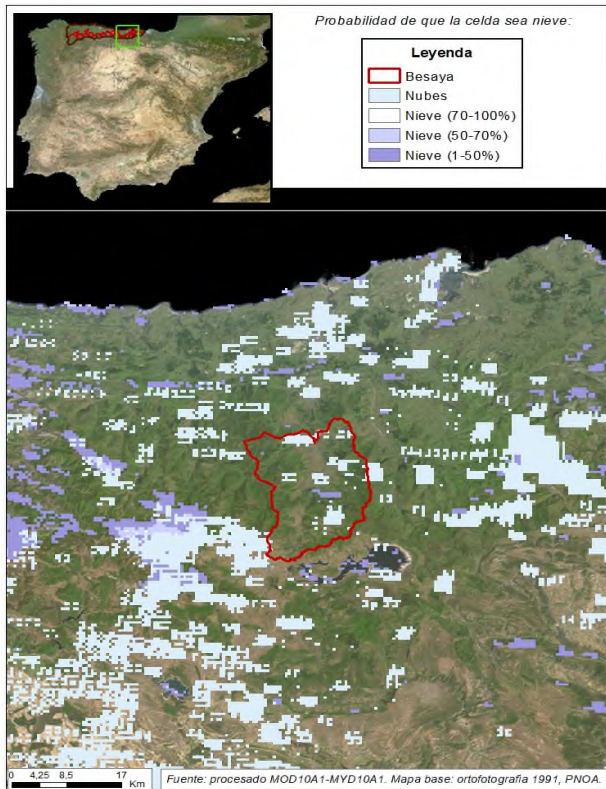 Probabilidad de que la celda sea nieve:
Leyenda
Besaya
Nubes
Nieve (70-100%)
Nieve (50-70%)
Nieve (1-50%)
0 4,25 8,5 17
Km
Fuente: procesado MOD10A1-MYD10A1. Mapa base: ortofotografia 1991, PNOA.